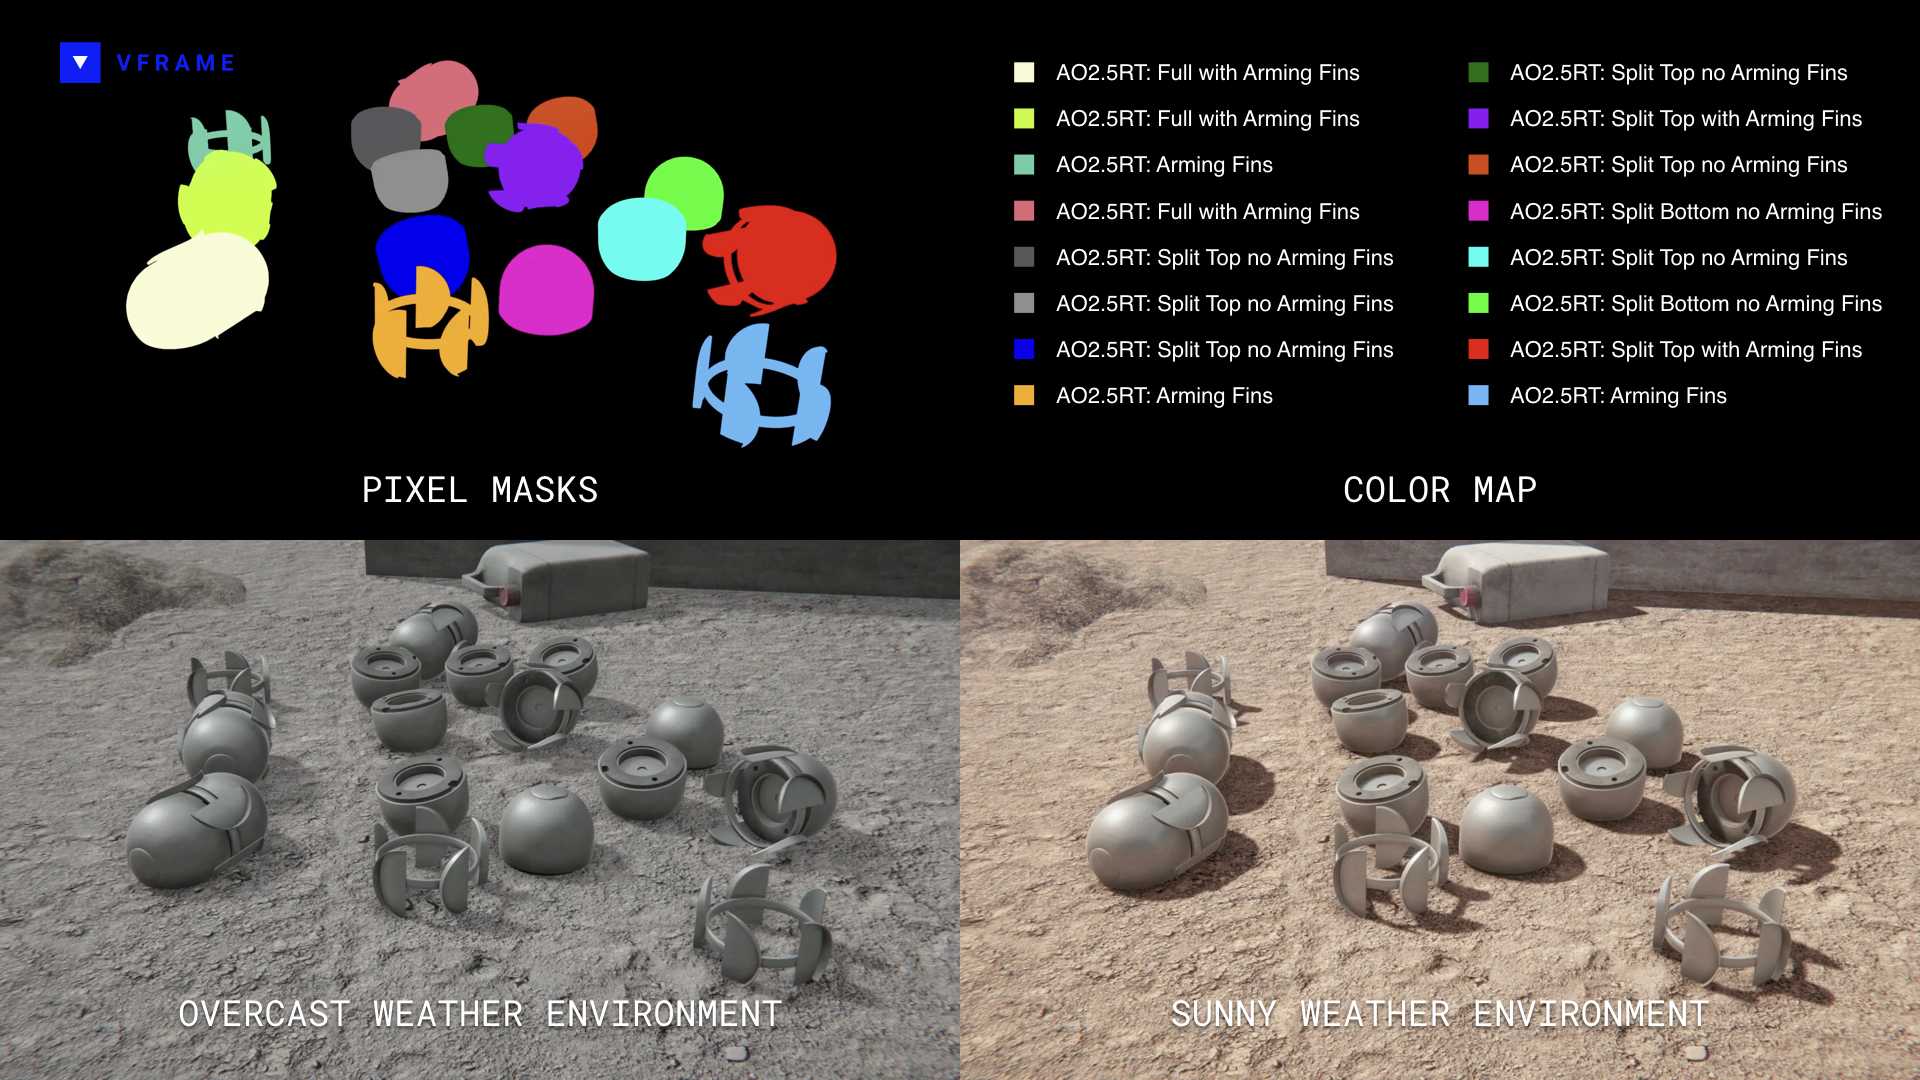 VFRAME
AO2.5RT: Full with Arming Fins
AO2.5RT: Full with Arming Fins
AO2.5RT: Arming Fins
AO2.5RT: Full with Arming Fins
AO2.5RT: Split Top no Arming Fins
AO2.5RT: Split Top no Arming Fins
AO2.5RT: Split Top no Arming Fins
AO2.5RT: Arming Fins
AO2.5RT: Split Top no Arming Fins
AO2.5RT: Split Top with Arming Fins
AO2.5RT: Split Top no Arming Fins
AO2.5RT: Split Bottom no Arming Fins
AO2.5RT: Split Top no Arming Fins
AO2.5RT: Split Bottom no Arming Fins
AO2.5RT: Split Top with Arming Fins
AO2.5RT: Arming Fins
PIXEL MASKS
COLOR MAP
OVERCAST WEATHER ENVIRONMENT
SUNNY WEATHER ENVIRONMENT